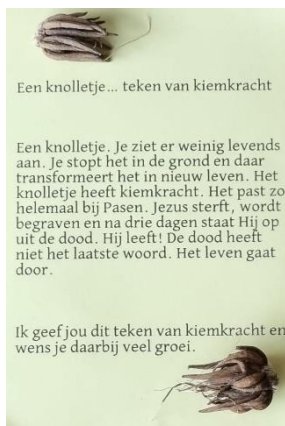 Een knolletje... teken van kiemkracht
Een knolletje. Je ziet er weinig levends
aan. Je stopt het in de grond en daar
transformeert het in nieuw leven. Het
knolletje heeft kiemkracht. Het past zo
helemaal bij Pasen. Jezus sterft, wordt
begraven en na drie dagen staat Hij op
uit de dood. Hij leeft! De dood heeft
niet het laatste woord. Het leven gaat
door.
Ik geef jou dit teken van kiemkracht en
wens je daarbij veel groei.